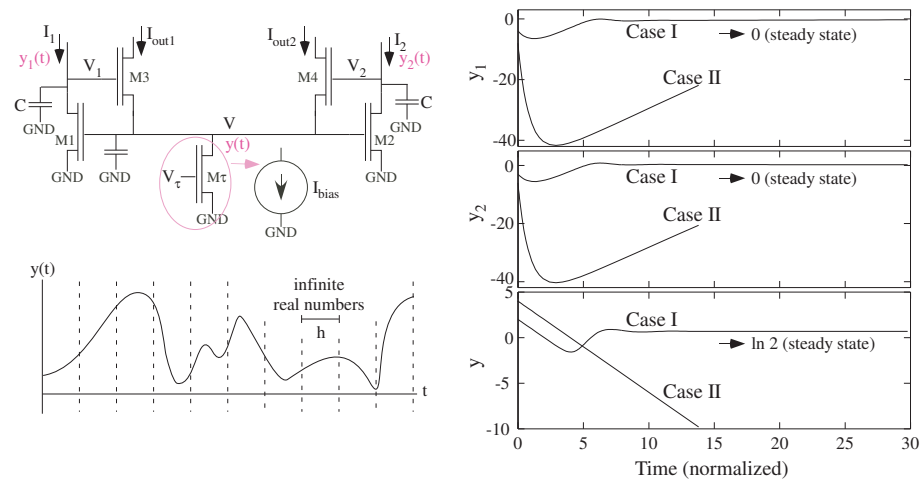 I1
Iout1
Iout2
I2
y1(t)
V1
M3
M4
V2
y2(t)
C
C
GND
M1
V
M2
GND
GND
GND
GND
y(t)
Vτ
Mτ
Ibias
GND
GND
y(t)
infinite
real numbers
h
t
0
-20
-40
y1
Case I
0 (steady state)
Case II
0
-20
-40
y2
Case I
0 (steady state)
Case II
5
0
-5
-10
y
Case I
ln 2 (steady state)
Case II
0 5 10 15 20 25 30
Time (normalized)